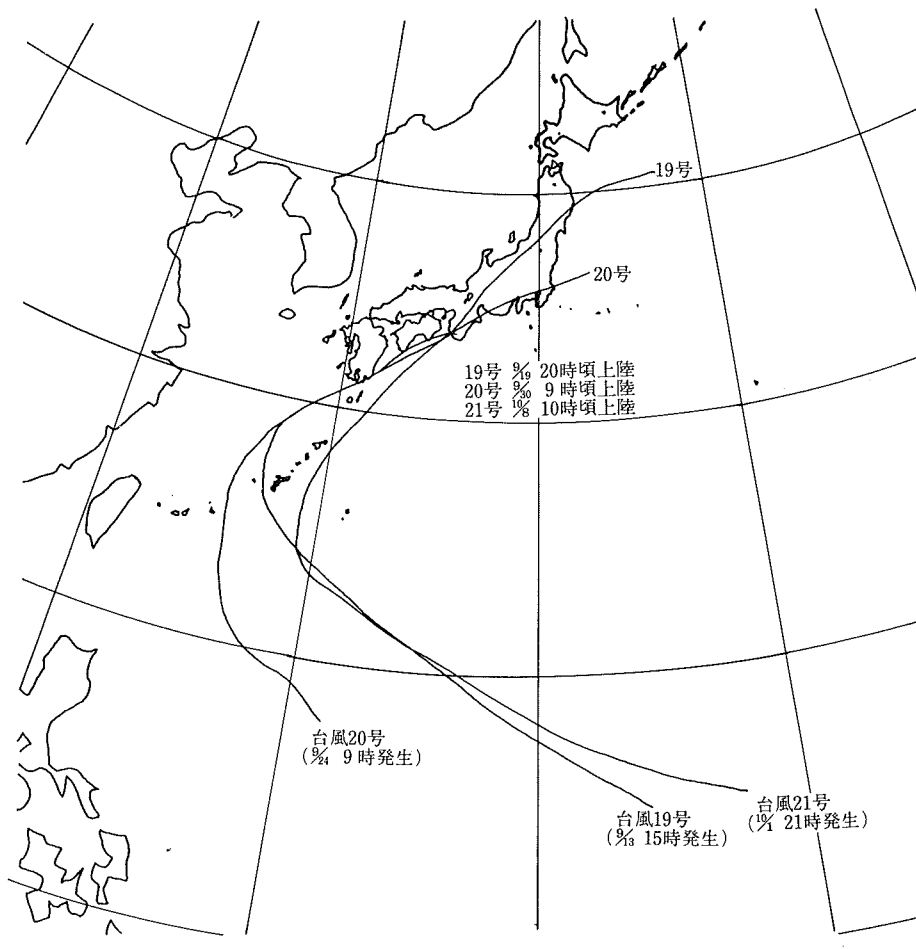 19号
20号
19号 9/19 20時頃上陸
20号 9/30 9時頃上陸
21号 10/8 10時頃上陸
台風20号
(9/24 9時発生)
台風21号
(10/1 21時発生)
台風19号
(9/13 15時発生)